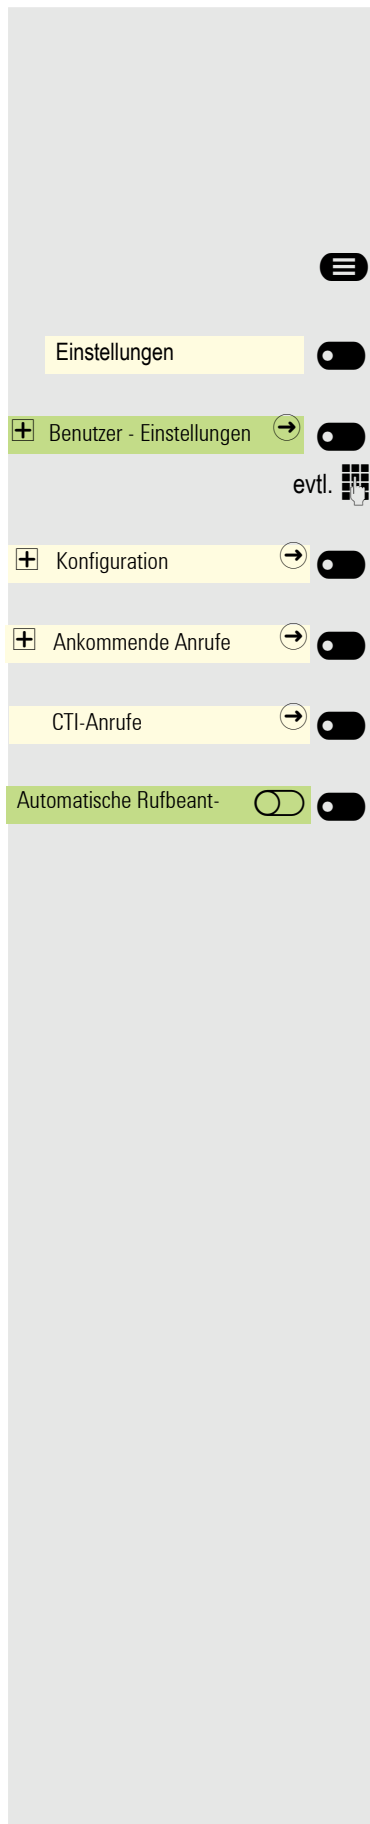 Einstellungen
Benutzer - Einstellungen
evtl.
Konfiguration
Ankommende Anrufe
CTI-Anrufe
Automatische Rufbeant-